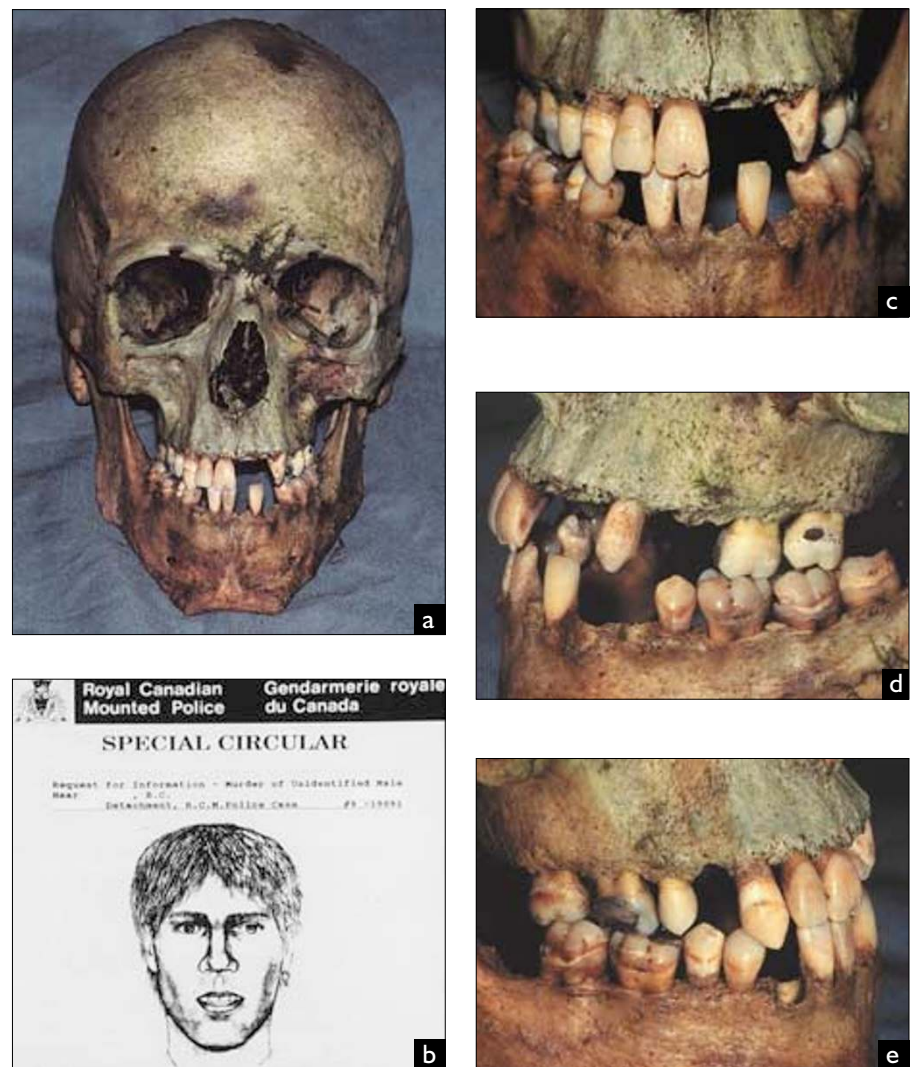 a
Royal Canadian
Mounted Police
Gendarmerie royale
du Canada
SPECIAL CIRCULAR
Request for Information - Murder of Unidentified Male
Near , B.C.
Detachment, R.C.M.Police Case
b
c
d
e